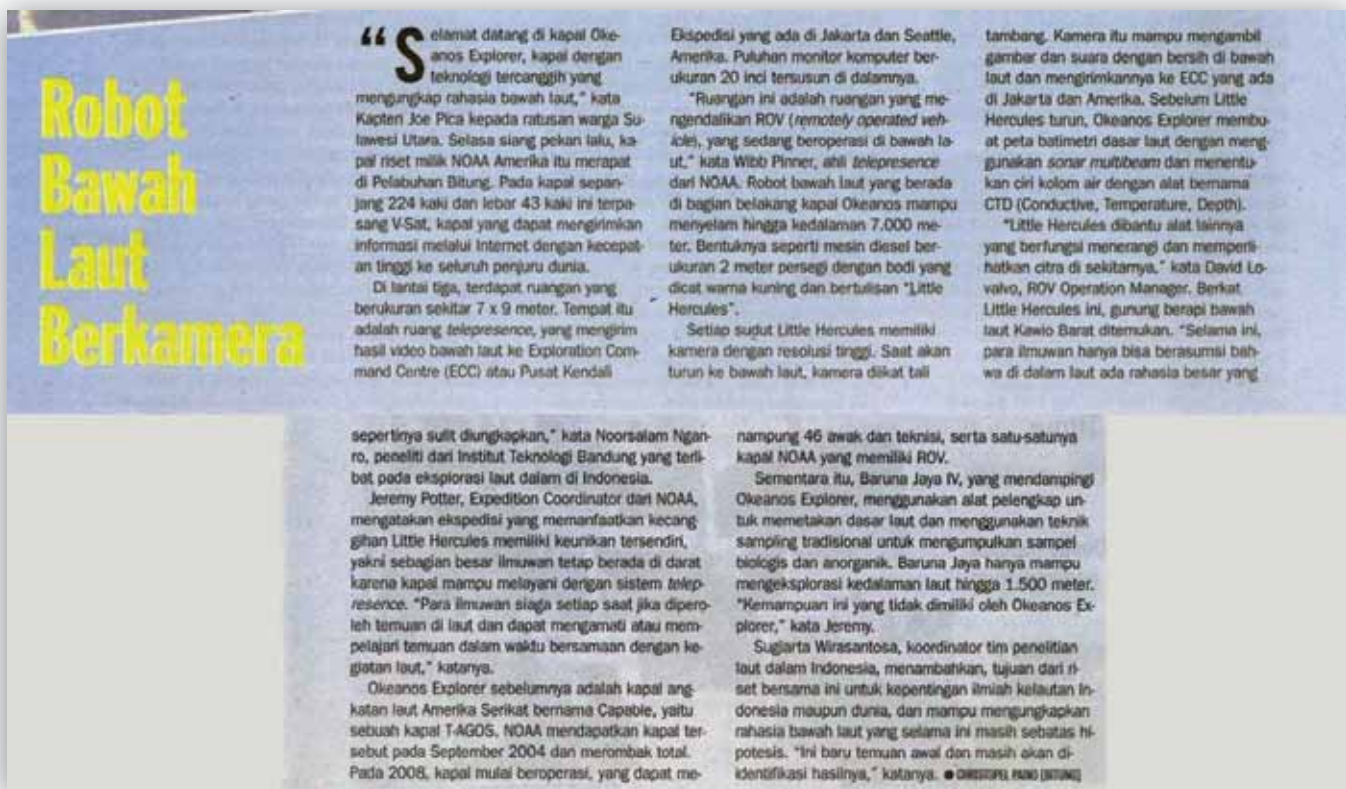 Robot
Bawah
Laut
Berkamera
“Selamat datang di kapal Oke-
anos Explorer, kapal dengan
teknologi tercanggih yang
mengungkap rahasia bawah laut,” kata
Kapten Joe Pica kepada ratusan warga Su-
lawesi Utara. Selasa siang pekan lalu, ka-
pal riset milik NOAA Amerika itu merapat
di Pelabuhan Bitung. Pada kapal sepan-
jang 224 kaki dan lebar 43 kaki ini terpa-
sang V-Sat, kapal yang dapat mengirimkan
informasi melalui Internet dengan kecepat-
an tinggi ke seluruh penjuru dunia.
Di lantai tiga, terdapat ruangan yang
berukuran sekitar 7 x 9 meter. Tempat itu
adalah ruang telepresence, yang mengirim
hasil video bawah laut ke Exploration Com-
mand Centre (ECC) atau Pusat Kendali
Ekspedisi yang ada di Jakarta dan Seattle,
Amerika. Puluhan monitor komputer ber-
ukuran 20 inci tersusun di dalamnya.
“Ruangan ini adalah ruangan yang me-
ngendalikan ROV (remotely operated veh-
icle), yang sedang beroperasi di bawah la-
ut,” kata Wibb Pinner, ahli telepresence
dari NOAA. Robot bawah laut yang berada
di bagian belakang kapal Okeanos mampu
menyelam hingga kedalaman 7.000 me-
ter. Bentuknya seperti mesin diesel ber-
ukuran 2 meter persegi dengan bodi yang
dicat warna kuning dan bertulisan “Little
Hercules”.
Setiap sudut Little Hercules memiliki
kamera dengan resolusi tinggi. Saat akan
turun ke bawah laut, kamera diikat tali
tambang. Kamera itu mampu mengambil
gambar dan suara dengan bersih di bawah
laut dan mengirimkannya ke ECC yang ada
di Jakarta dan Amerika. Sebelum Little
Hercules turun, Okeanos Explorer membu-
at peta batimetri dasar laut dengan meng-
gunakan sonar multibeam dan menentu-
kan ciri kolom air dengan alat bernama
CTD (Conductive, Temperature, Depth).
“Little Hercules dibantu alat lainnya
yang berfungsi menerangi dan memperli-
hatkan citra di sekitarnya,” kata David Lo-
valvo, ROV Operation Manager. Berkat
Little Hercules ini, gunung berapi bawah
laut Kawio Barat ditemukan. “Selama ini,
para ilmuwan hanya bisa berasumsi bah-
wa di dalam laut ada rahasia besar yang
sepertinya sulit diungkapkan,” kata Noorsalam Ngan-
ro, peneliti dari Institut Teknologi Bandung yang terli-
bat pada eksplorasi laut dalam di Indonesia.
Jeremy Potter, Expedition Coordinator dari NOAA,
mengatakan ekspedisi yang memanfaatkan kecang-
gihan Little Hercules memiliki keunikan tersendiri,
yakni sebagian besar ilmuwan tetap berada di darat
karena kapal mampu melayani dengan sistem telep-
resence. “Para ilmuwan siaga setiap saat jika dipero-
leh temuan di laut dan dapat mengamati atau mem-
pelajari temuan dalam waktu bersamaan dengan ke-
giatan laut,” katanya.
Okeanos Explorer sebelumnya adalah kapal ang-
katan laut Amerika Serikat bernama Capable, yaitu
sebuah kapal T-AGOS. NOAA mendapatkan kapal ter-
sebut pada September 2004 dan merombak total.
Pada 2008, kapal mulai beroperasi, yang dapat me-
nampung 46 awak dan teknisi, serta satu-satunya
kapal NOAA yang memiliki ROV.
Sementara itu, Baruna Jaya IV, yang mendampingi
Okeanos Explorer, menggunakan alat pelengkap un-
tuk memetakan dasar laut dan menggunakan teknik
sampling tradisional untuk mengumpulkan sampel
biologis dan anorganik. Baruna Jaya hanya mampu
mengeksplorasi kedalaman laut hingga 1.500 meter.
“Kemampuan ini yang tidak dimiliki oleh Okeanos Ex-
plorer,” kata Jeremy.
Sugiarta Wirasantosa, koordinator tim penelitian
laut dalam Indonesia, menambahkan, tujuan dari ri-
set bersama ini untuk kepentingan ilmiah kelautan In-
donesia maupun dunia, dan mampu mengungkapkan
rahasia bawah laut yang selama ini masih sebatas hi-
potesis. “Ini baru temuan awal dan masih akan di-
identifikasi hasilnya,” katanya. ● CHRISTOPEL PAINO (BITUNG)